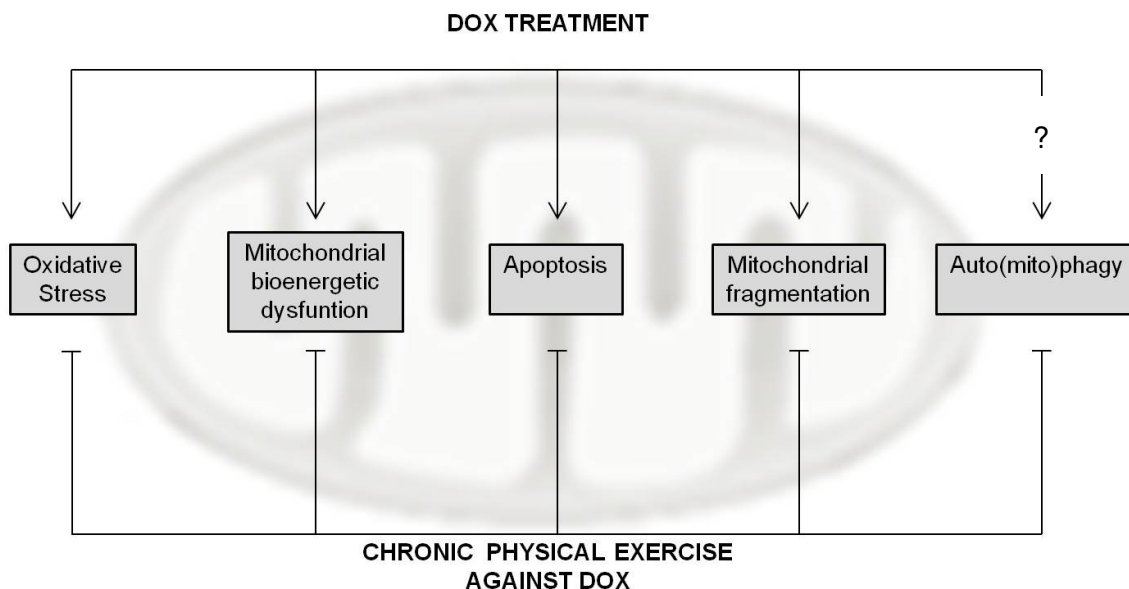 DOX TREATMENT
?
Oxidative
Stress
Mitochondrial
bioenergetic
dysfuntion
Apoptosis
Mitochondrial
fragmentation
Auto(mito)phagy
CHRONIC PHYSICAL EXERCISE
AGAINST DOX